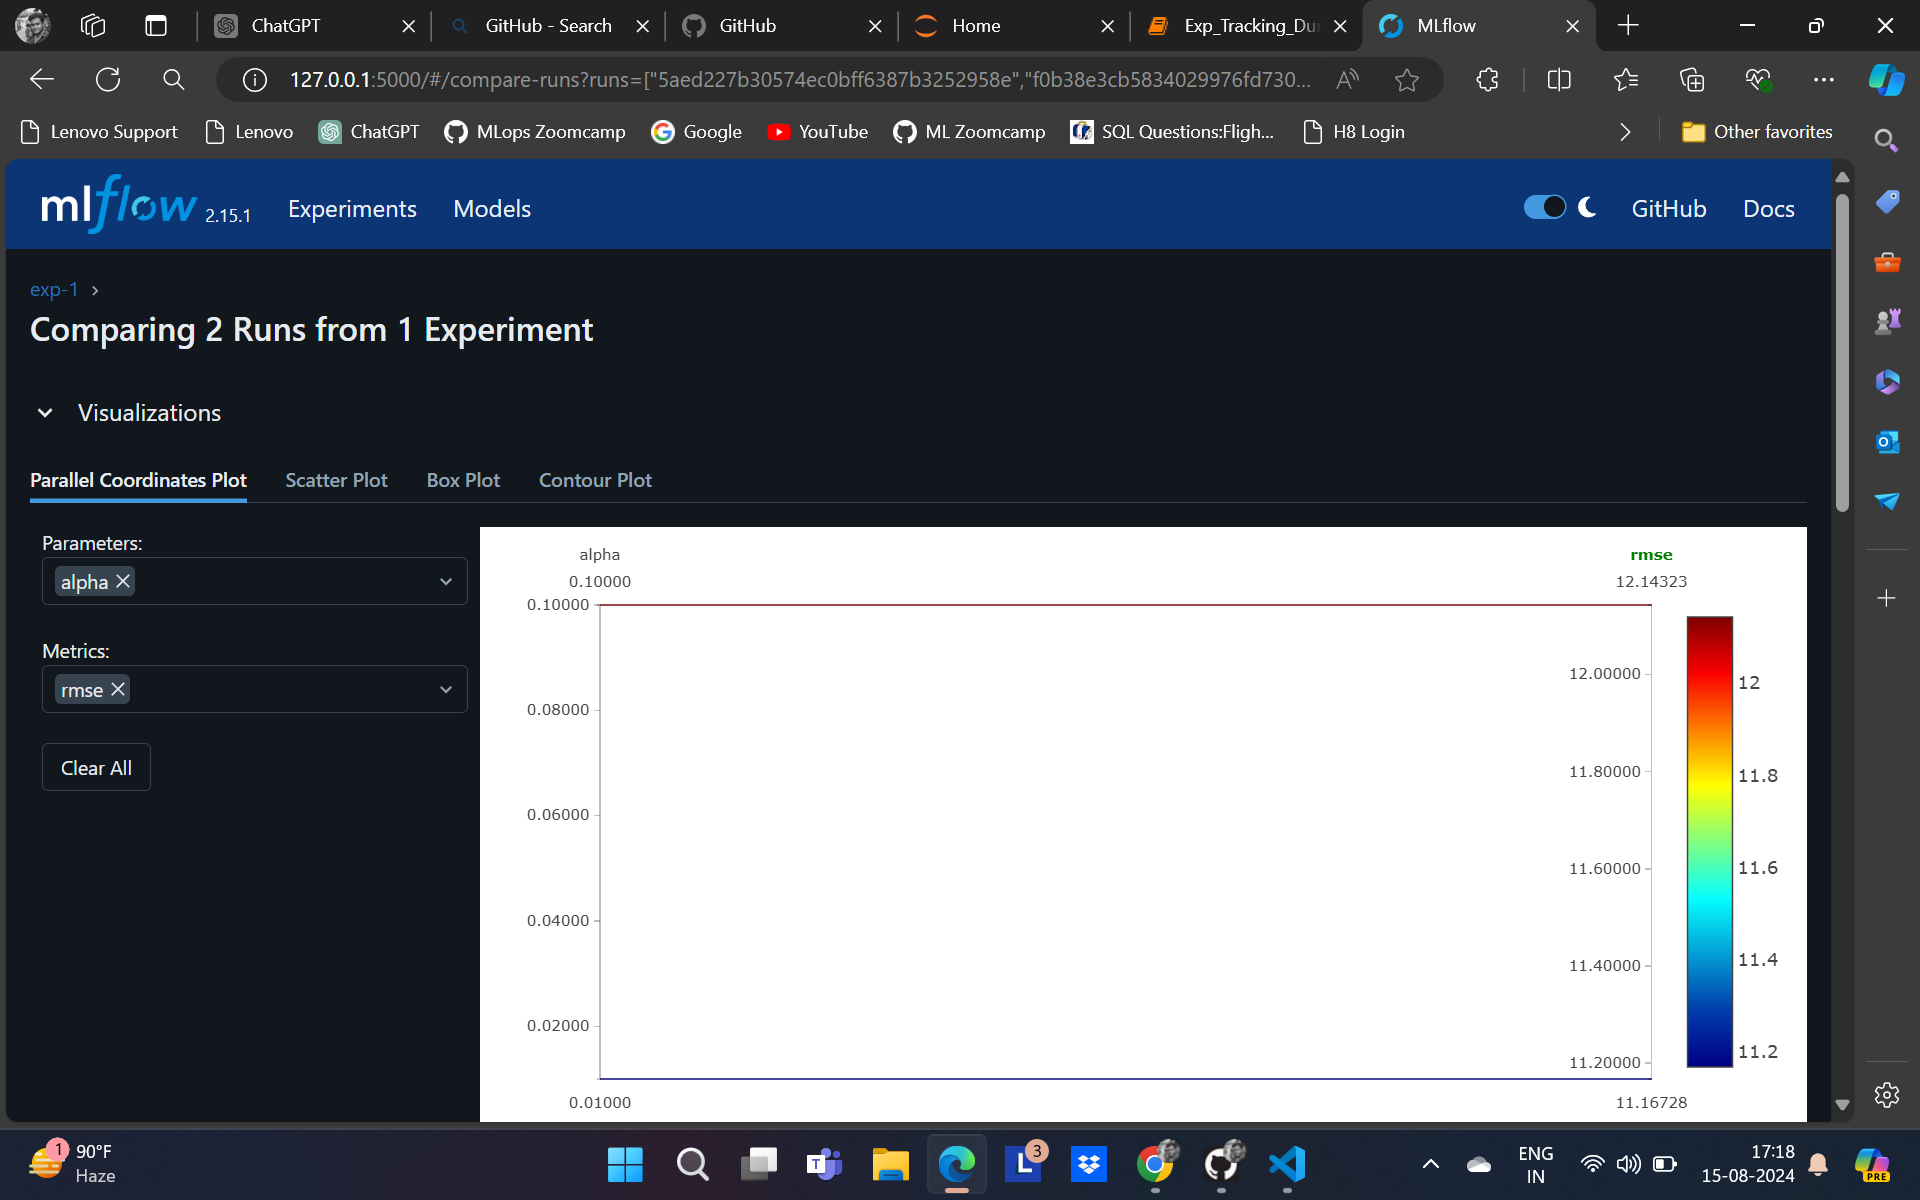 ChatGPT
GitHub - Search
GitHub
Home
Exp_Tracking_Du
MLflow
127.0.0.1:5000/#/compare-runs?runs=["5aed227b30574ec0bff6387b3252958e","f0b38e3cb5834029976fd730...
Lenovo Support
Lenovo
ChatGPT
MLops Zoomcamp
Google
YouTube
ML Zoomcamp
SQL Questions:Fligh...
H8 Login
Other favorites
mlflow 2.15.1
Experiments
Models
GitHub
Docs
exp-1
Comparing 2 Runs from 1 Experiment
Visualizations
Parallel Coordinates Plot
Scatter Plot
Box Plot
Contour Plot
Parameters:
alpha
Metrics:
rmse
Clear All
alpha
0.10000
0.10000
0.08000
0.06000
0.04000
0.02000
0.01000
rmse
12.14323
12.00000
11.80000
11.60000
11.40000
11.20000
11.16728
12
11.8
11.6
11.4
11.2
1
90°F
Haze
T
L
3
ENG
IN
17:18
15-08-2024
PRE